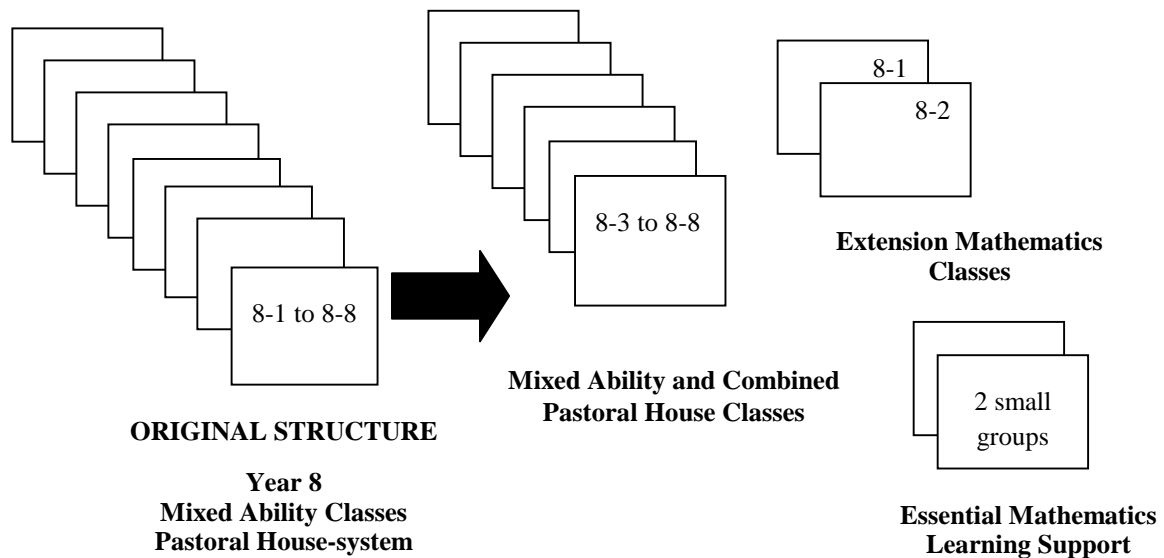 8-1 to 8-8
ORIGINAL STRUCTURE
Year 8
Mixed Ability Classes
Pastoral House-system
8-3 to 8-8
Mixed Ability and Combined
Pastoral House Classes
8-1
8-2
Extension Mathematics
Classes
2 small
groups
Essential Mathematics
Learning Support